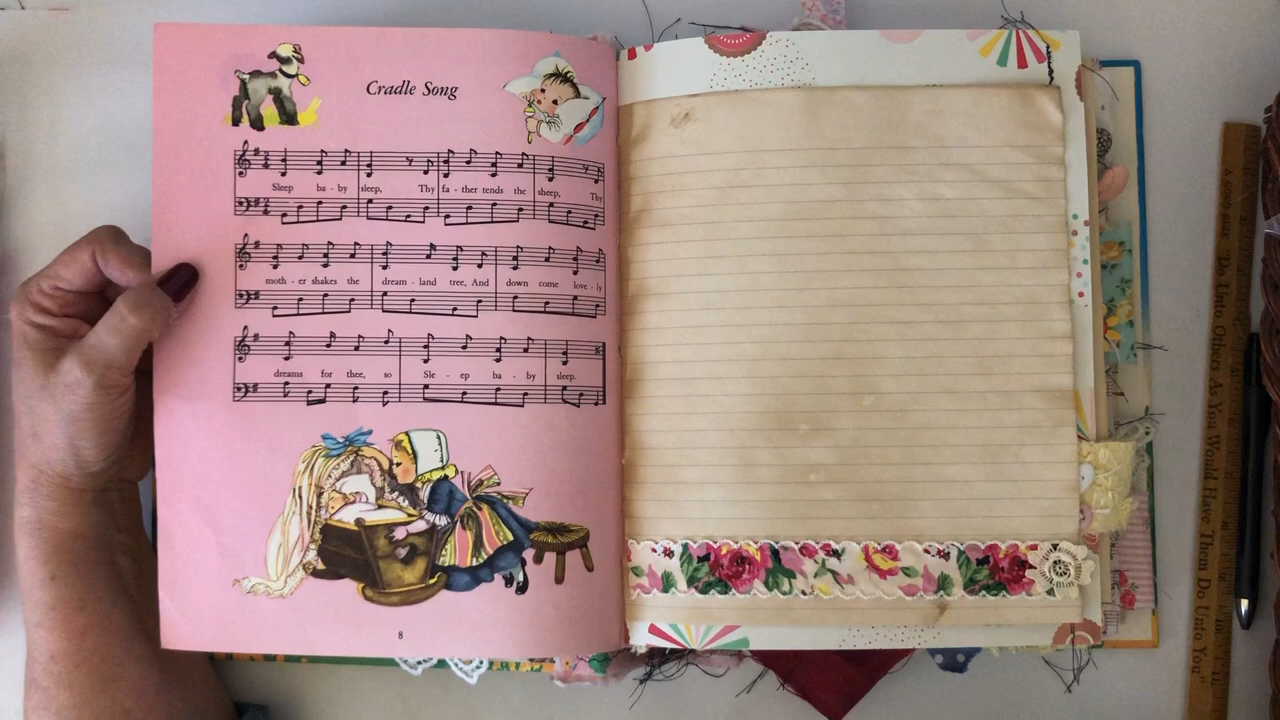 Cradle Song
Sleep ba - by sleep, Thy fa - ther tends the sheep, Thy
moth - er shakes the dream - land tree, And down come love - ly
dreams for thee, so Sle - ep ba - by sleep.
8
"Do Unto Others As You Would Have Them Do Unto You"